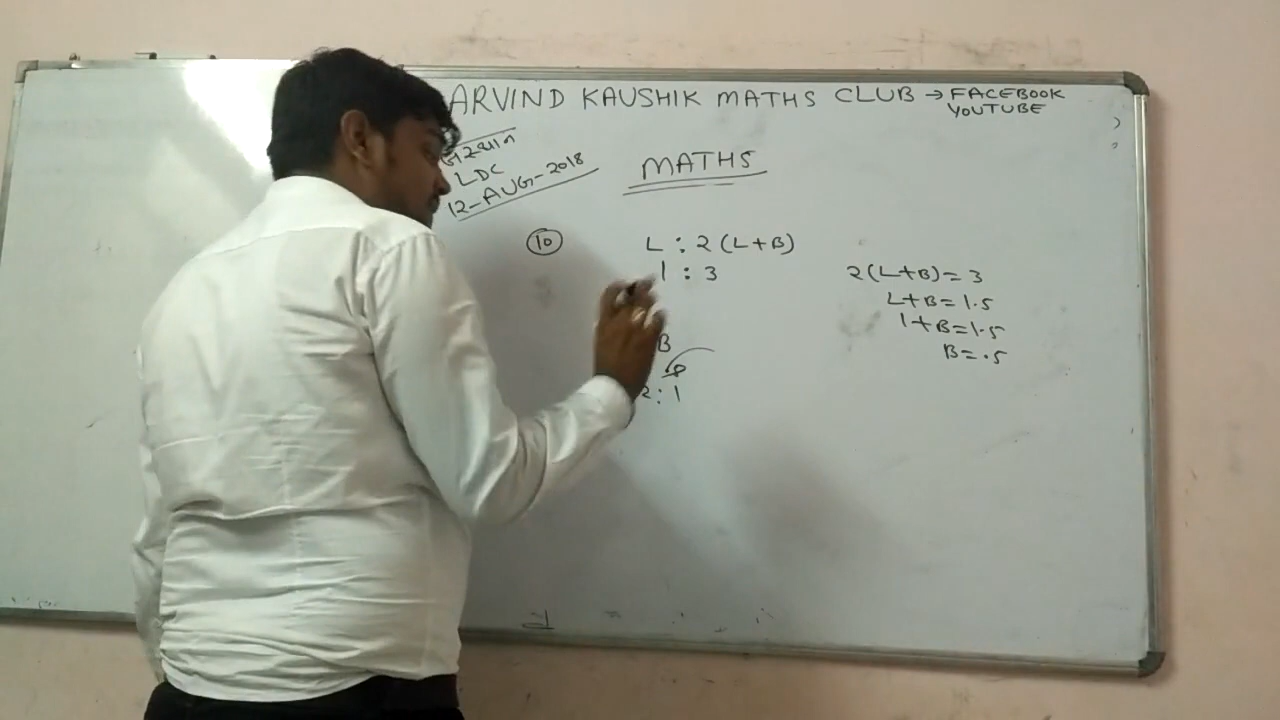 ARVIND KAUSHIK MATHS CLUB → FACEBOOK
YOUTUBE
LDC
12-AUG-2018
MATHS
10
L : 2(L+B)
1 : 3
B
2 : 1
2(L+B)= 3
L+B=1.5
1+B=1.5
B=.5